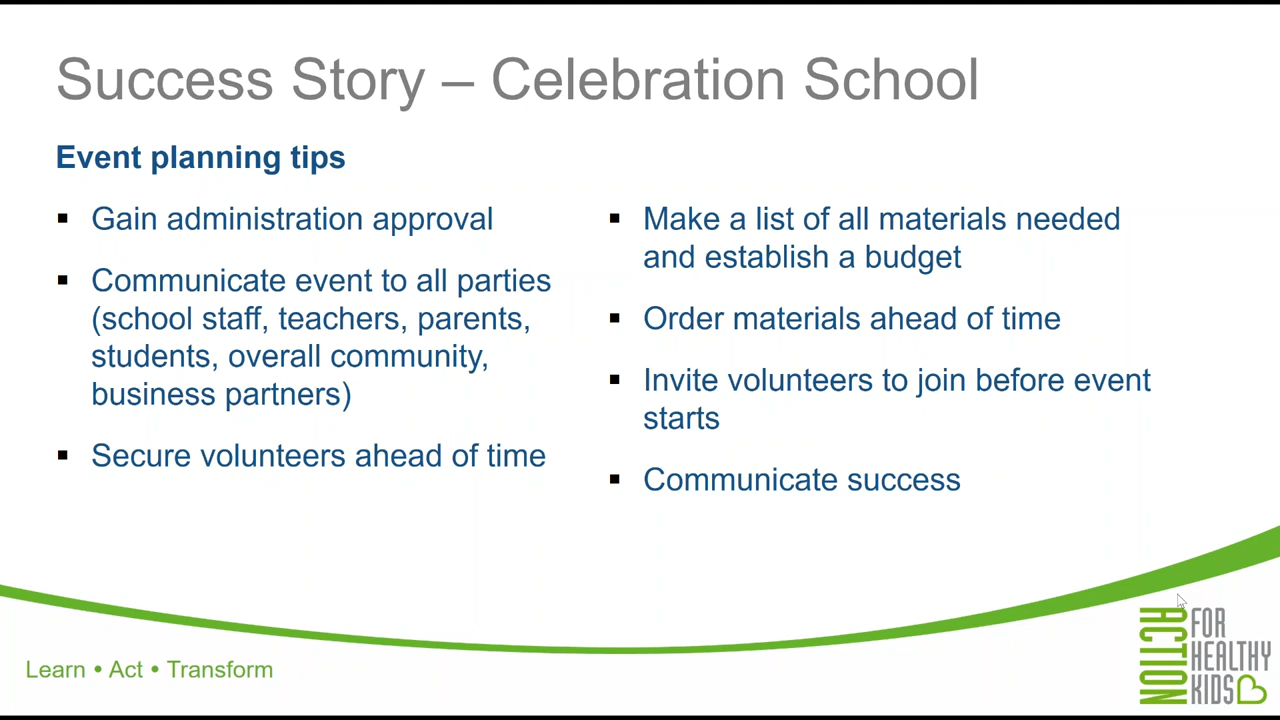 Success Story – Celebration School
Event planning tips
▪ Gain administration approval
▪ Communicate event to all parties
(school staff, teachers, parents,
students, overall community,
business partners)
▪ Secure volunteers ahead of time
▪ Make a list of all materials needed
and establish a budget
▪ Order materials ahead of time
▪ Invite volunteers to join before event
starts
▪ Communicate success
Learn • Act • Transform
ACTION
FOR
HEALTHY
KIDS